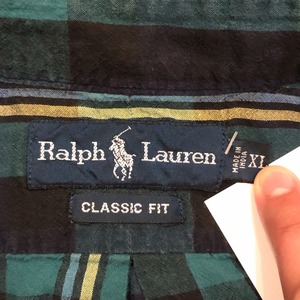 Ralph Lauren
MADE IN
INDIA
XL
CLASSIC FIT